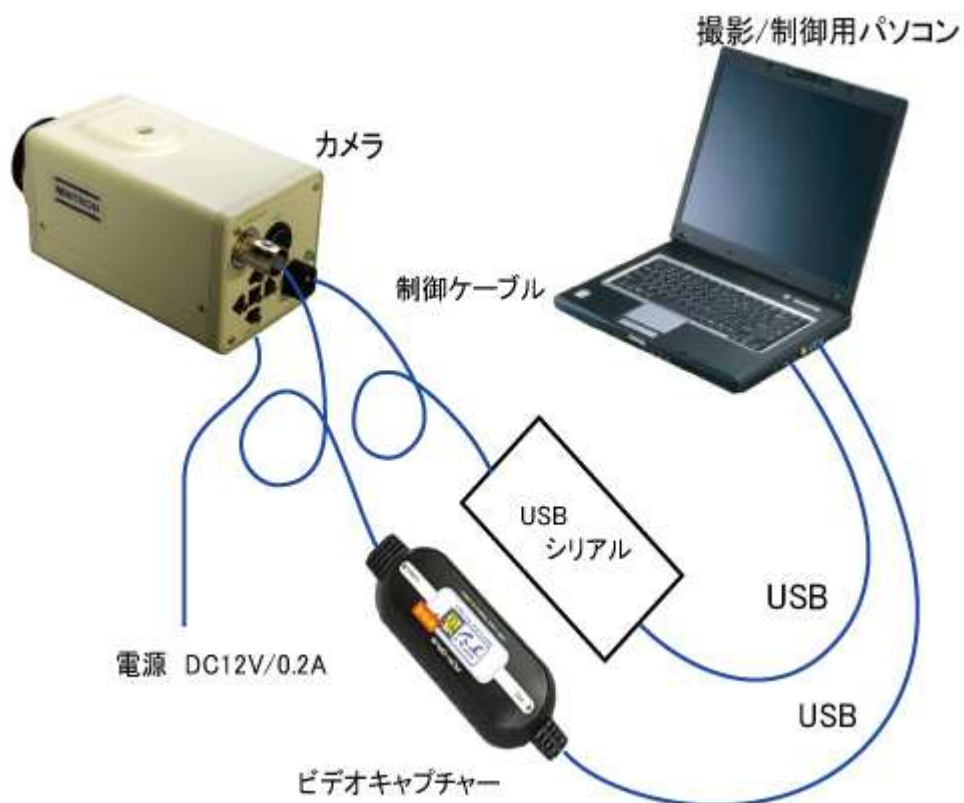 撮影/制御用パソコン
カメラ
MINTRON
制御ケーブル
USB
シリアル
USB
電源 DC12V/0.2A
USB
ビデオキャプチャー